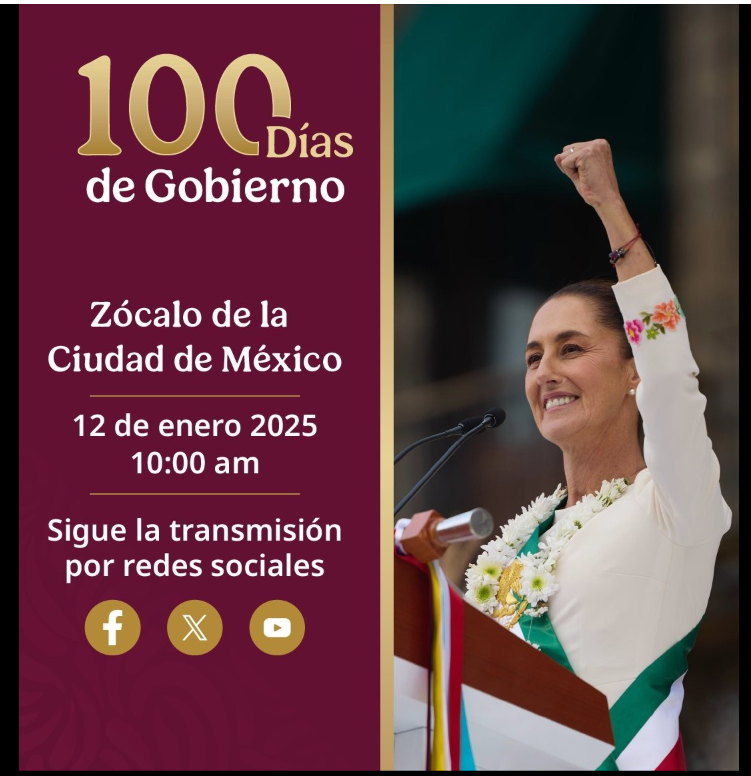 100
Días
de Gobierno
Zócalo de la
Ciudad de México
12 de enero 2025
10:00 am
Sigue la transmisión
por redes sociales